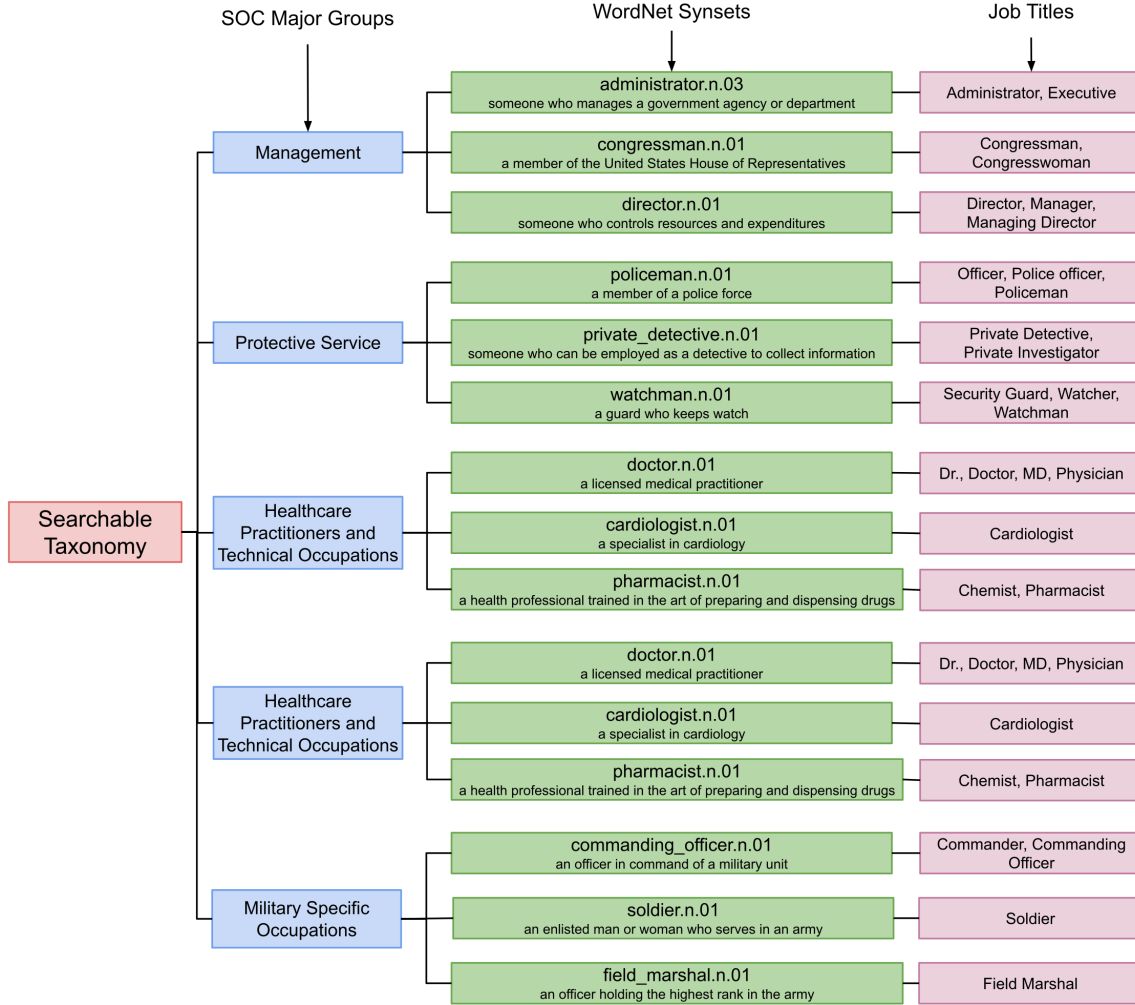 SOC Major Groups
WordNet Synsets
Job Titles
Searchable
Taxonomy
Management
administrator.n.03
someone who manages a government agency or department
Administrator, Executive
congressman.n.01
a member of the United States House of Representatives
Congressman,
Congresswoman
director.n.01
someone who controls resources and expenditures
Director, Manager,
Managing Director
Protective Service
policeman.n.01
a member of a police force
Officer, Police officer,
Policeman
private_detective.n.01
someone who can be employed as a detective to collect information
Private Detective,
Private Investigator
watchman.n.01
a guard who keeps watch
Security Guard, Watcher,
Watchman
Healthcare
Practitioners and
Technical Occupations
doctor.n.01
a licensed medical practitioner
Dr., Doctor, MD, Physician
cardiologist.n.01
a specialist in cardiology
Cardiologist
pharmacist.n.01
a health professional trained in the art of preparing and dispensing drugs
Chemist, Pharmacist
Healthcare
Practitioners and
Technical Occupations
doctor.n.01
a licensed medical practitioner
Dr., Doctor, MD, Physician
cardiologist.n.01
a specialist in cardiology
Cardiologist
pharmacist.n.01
a health professional trained in the art of preparing and dispensing drugs
Chemist, Pharmacist
Military Specific
Occupations
commanding_officer.n.01
an officer in command of a military unit
Commander, Commanding
Officer
soldier.n.01
an enlisted man or woman who serves in an army
Soldier
field_marshal.n.01
an officer holding the highest rank in the army
Field Marshal